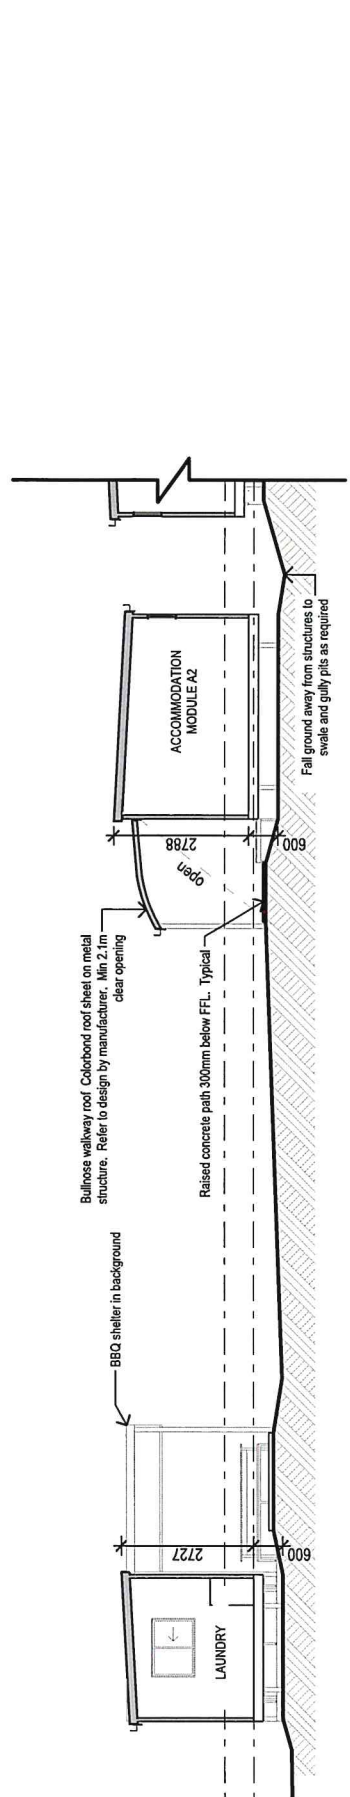 Bullnose walkway roof Colorbond roof sheet on metal
structure. Refer to design by manufacturer. Min 2.1m
clear opening
BBQ shelter in background
Raised concrete path 300mm below FFL. Typical
ACCOMMODATION
MODULE A2
open
2788
600
Fall ground away from structures to
swale and gully pits as required
LAUNDRY
2727
600